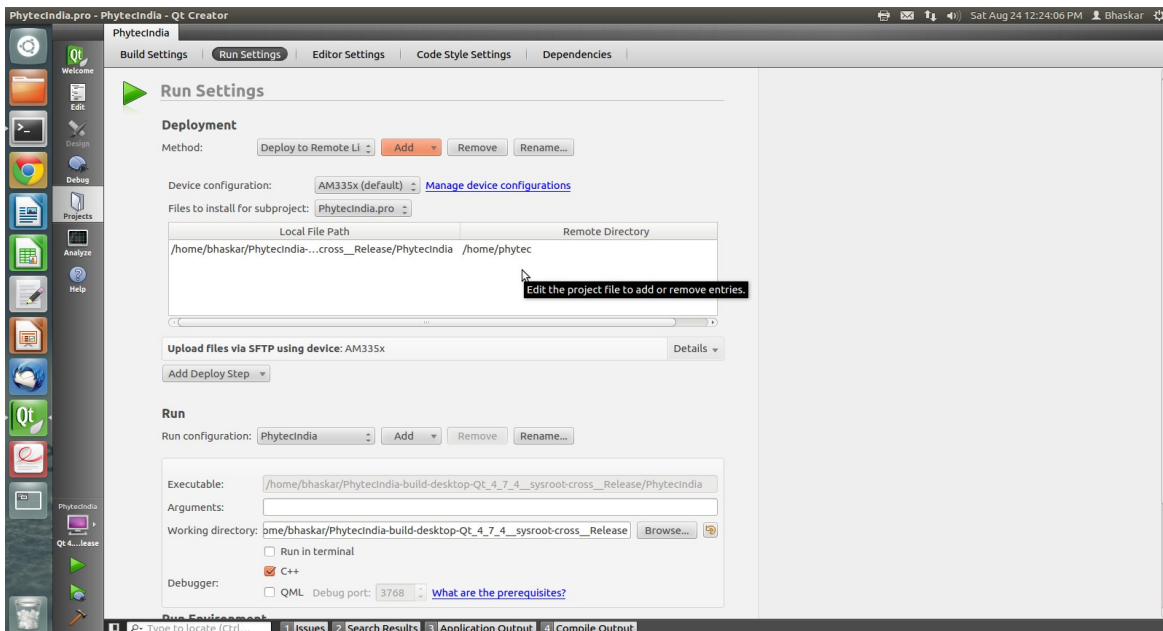 PhytecIndia.pro - PhytecIndia - Qt Creator
Sat Aug 24 12:24:06 PM Bhaskar
PhytecIndia
Build Settings Run Settings Editor Settings Code Style Settings Dependencies
Qt
Welcome
Edit
Design
Debug
Projects
Analyze
Help
Run Settings
Deployment
Method: Deploy to Remote Li Add Remove Rename...
Device configuration: AM335x (default) Manage device configurations
Files to install for subproject: PhytecIndia.pro
Local File Path Remote Directory
/home/bhaskar/PhytecIndia-...cross__Release/PhytecIndia /home/phytec
Edit the project file to add or remove entries.
Upload files via SFTP using device: AM335x Details
Add Deploy Step
Run
Run configuration: PhytecIndia Add Remove Rename...
Executable: /home/bhaskar/PhytecIndia-build-desktop-Qt_4_7_4__sysroot-cross__Release/PhytecIndia
Arguments:
Working directory: ome/bhaskar/PhytecIndia-build-desktop-Qt_4_7_4__sysroot-cross__Release Browse...
Run in terminal
Debugger: C++
QML Debug port: 3768 What are the prerequisites?
Run Environment
Qt
PhytecIndia
Qt 4....lease
Type to locate (Ctrl... 1 Issues 2 Search Results 3 Application Output 4 Compile Output